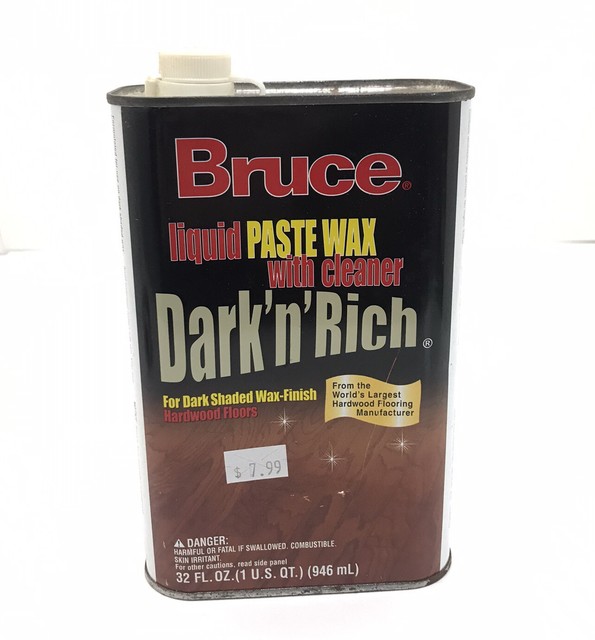 Bruce®
liquid PASTE WAX
with cleaner
Dark'n'Rich®
For Dark Shaded Wax-Finish
Hardwood Floors
From the
World's Largest
Hardwood Flooring
Manufacturer
$ 7.99
DANGER:
HARMFUL OR FATAL IF SWALLOWED. COMBUSTIBLE.
SKIN IRRITANT.
For other cautions, read side panel
32 FL. OZ.(1 U.S. QT.) (946 mL)